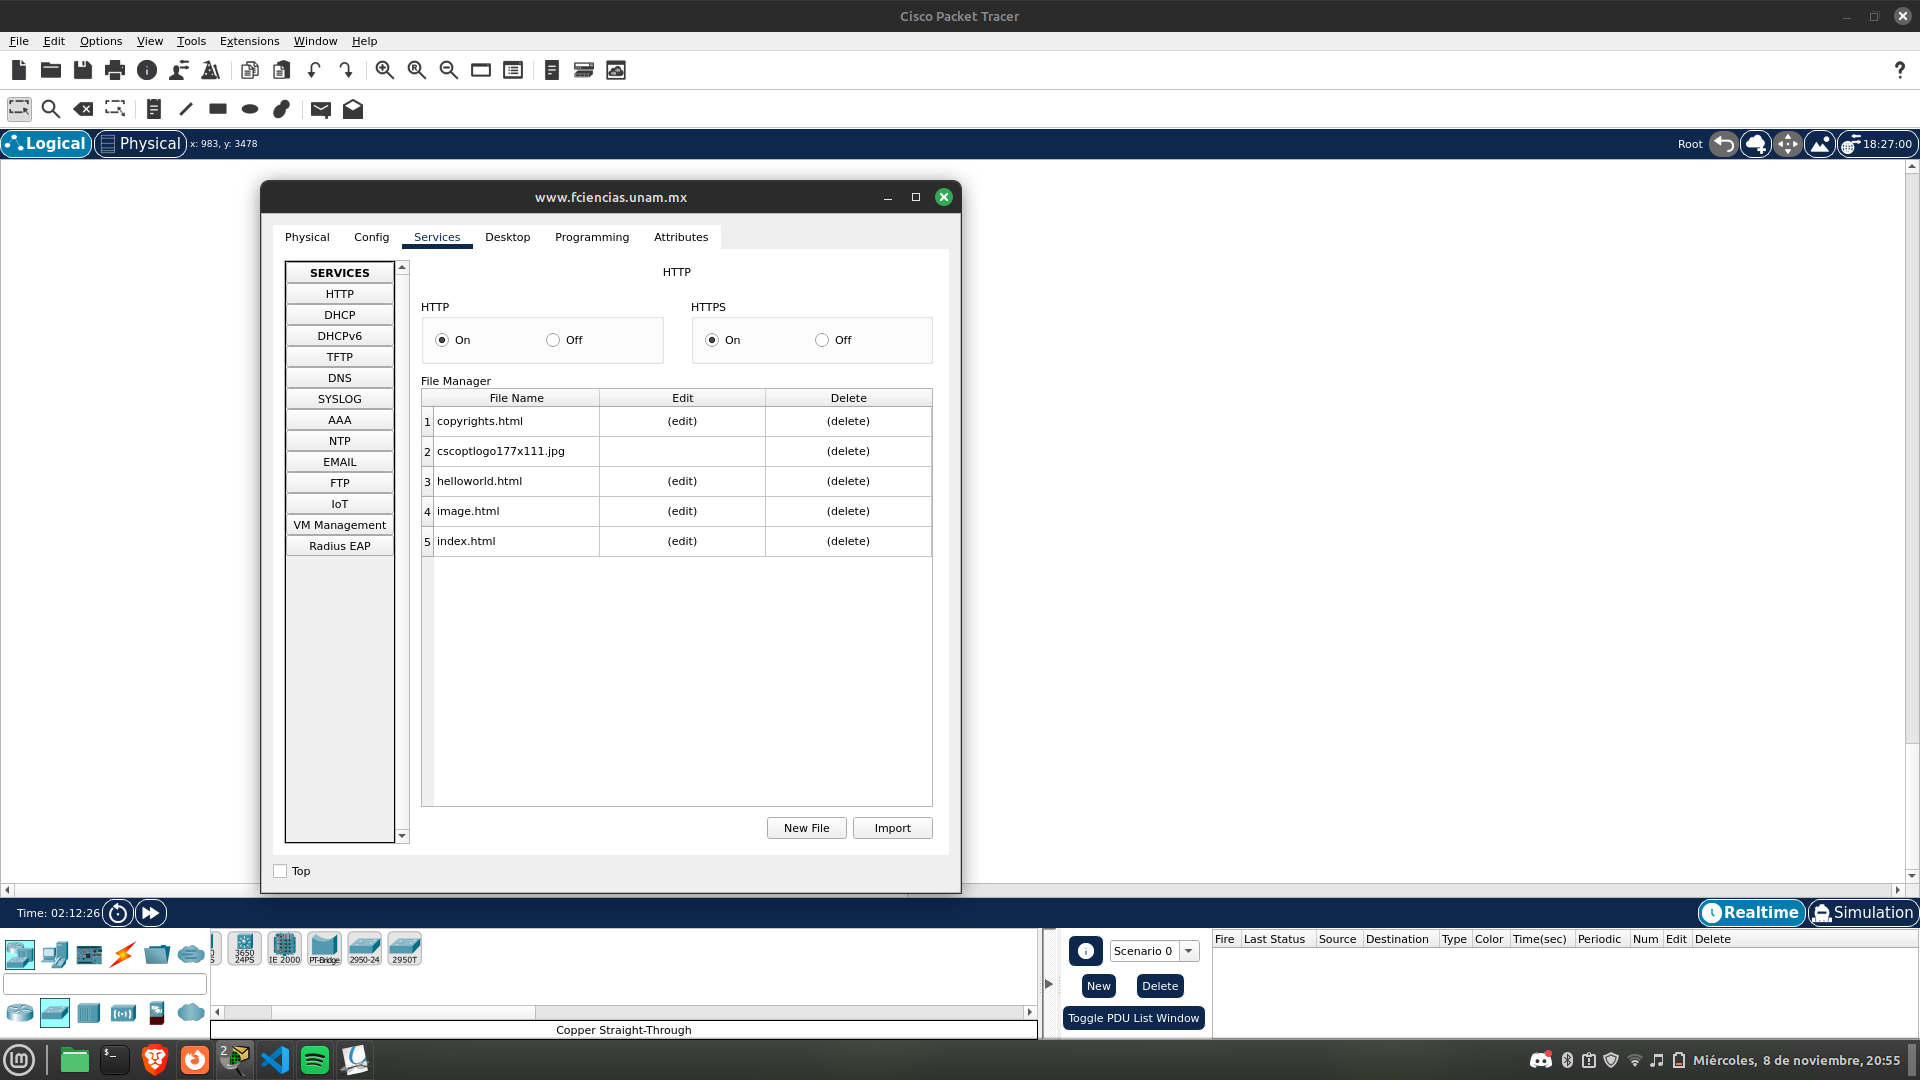 Cisco Packet Tracer
File Edit Options View Tools Extensions Window Help
Logical Physical x: 983, y: 3478 Root 18:27:00
www.fciencias.unam.mx
Physical Config Services Desktop Programming Attributes
SERVICES
HTTP
DHCP
DHCPv6
TFTP
DNS
SYSLOG
AAA
NTP
EMAIL
FTP
IoT
VM Management
Radius EAP
HTTP
HTTP HTTPS
On Off On Off
File Manager
File Name Edit Delete
1 copyrights.html (edit) (delete)
2 cscoptlogo177x111.jpg (delete)
3 helloworld.html (edit) (delete)
4 image.html (edit) (delete)
5 index.html (edit) (delete)
New File Import
Top
Time: 02:12:26 Realtime Simulation
3650 24PS IE 2000 PT-Bridge 2950-24 2950T
Copper Straight-Through
Scenario 0
New Delete
Toggle PDU List Window
Fire Last Status Source Destination Type Color Time(sec) Periodic Num Edit Delete
2
Miércoles, 8 de noviembre, 20:55